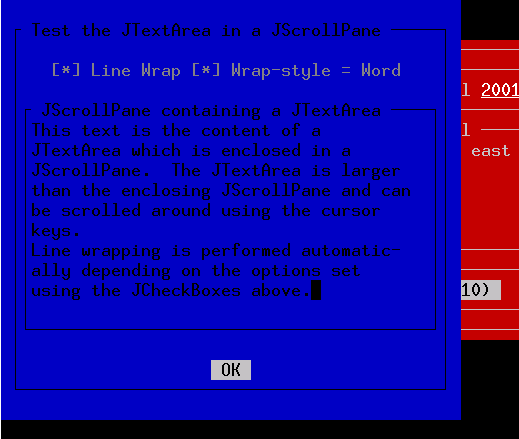 Test the JTextArea in a JScrollPane
[*] Line Wrap [*] Wrap-style = Word
JScrollPane containing a JTextArea
This text is the content of a
JTextArea which is enclosed in a
JScrollPane.  The JTextArea is larger
than the enclosing JScrollPane and can
be scrolled around using the cursor
keys.
Line wrapping is performed automatic-
ally depending on the options set
using the JCheckBoxes above.
OK
l 2001
l
east
10)